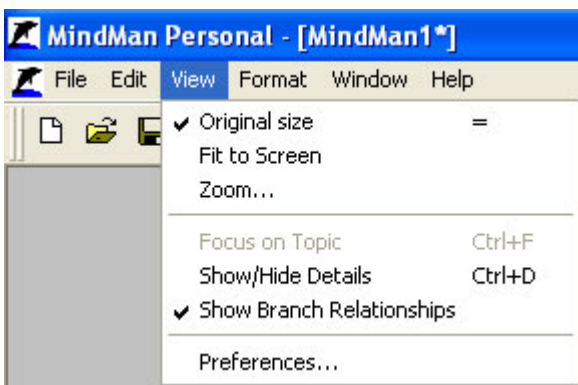 MindMan Personal - [MindMan1*]
File Edit View Format Window Help
Original size =
Fit to Screen
Zoom...
Focus on Topic Ctrl+F
Show/Hide Details Ctrl+D
Show Branch Relationships
Preferences...